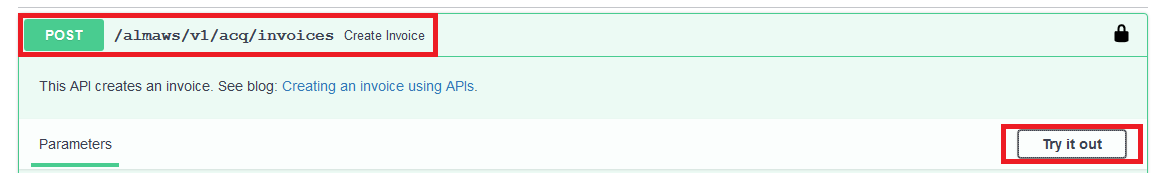 POST /almaws/v1/acq/invoices Create Invoice
This API creates an invoice. See blog: Creating an invoice using APIs.
Parameters
Try it out